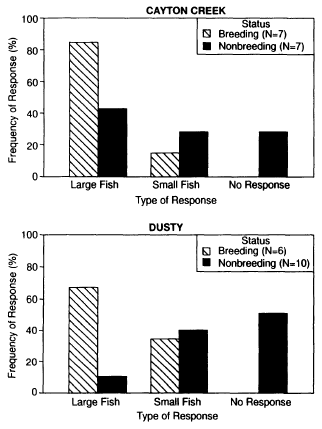 CAYTON CREEK
Frequency of Response (%)
100
80
60
40
20
0
Status
Breeding (N=7)
Nonbreeding (N=7)
Large Fish Small Fish No Response
Type of Response
DUSTY
Frequency of Response (%)
100
80
60
40
20
0
Status
Breeding (N=6)
Nonbreeding (N=10)
Large Fish Small Fish No Response
Type of Response